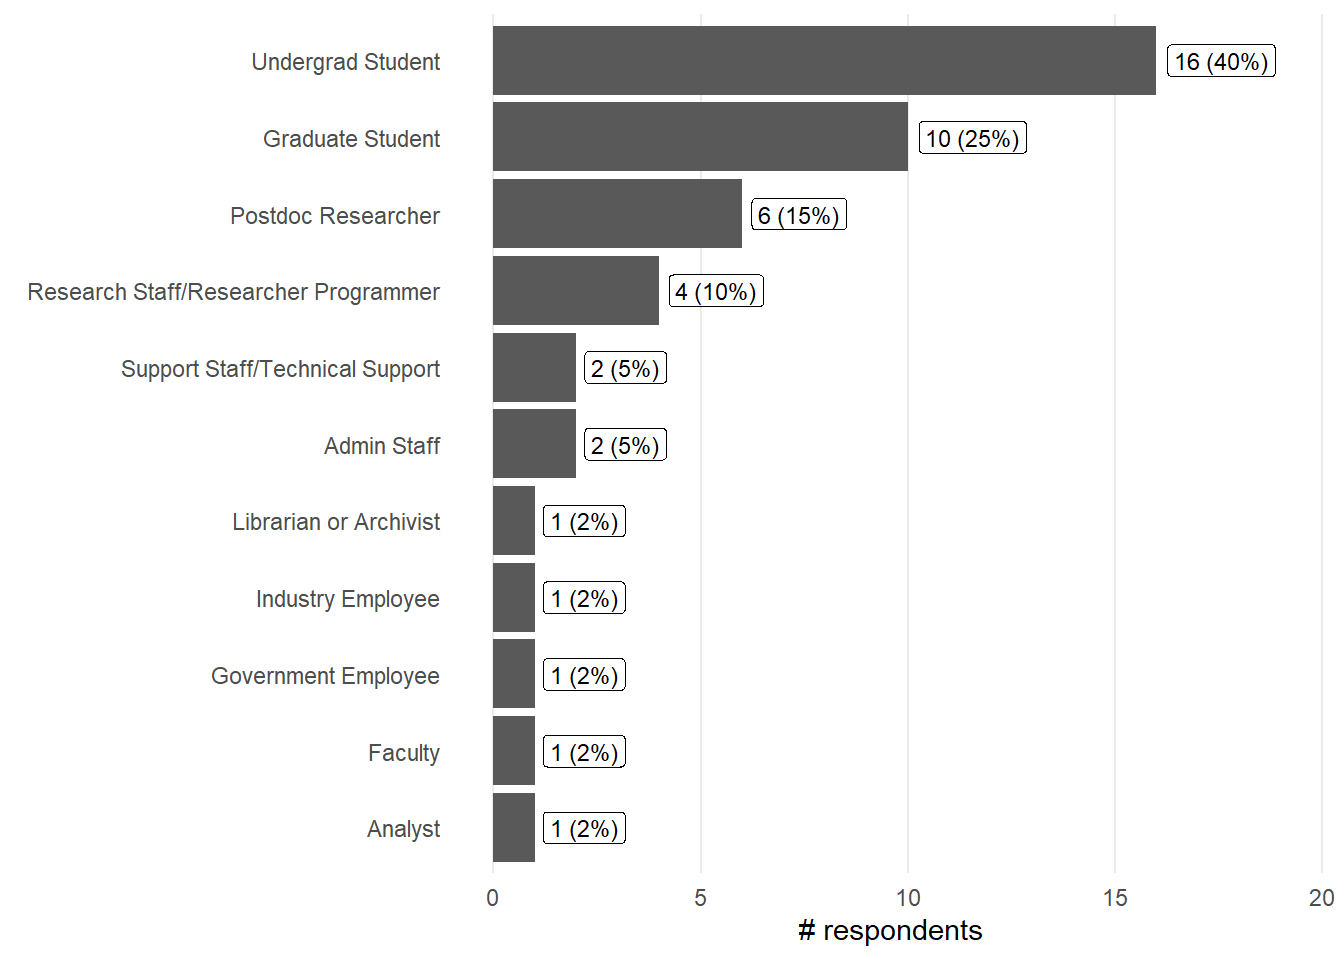 Undergrad Student 16 (40%)
Graduate Student 10 (25%)
Postdoc Researcher 6 (15%)
Research Staff/Researcher Programmer 4 (10%)
Support Staff/Technical Support 2 (5%)
Admin Staff 2 (5%)
Librarian or Archivist 1 (2%)
Industry Employee 1 (2%)
Government Employee 1 (2%)
Faculty 1 (2%)
Analyst 1 (2%)
0 5 10 15 20
# respondents